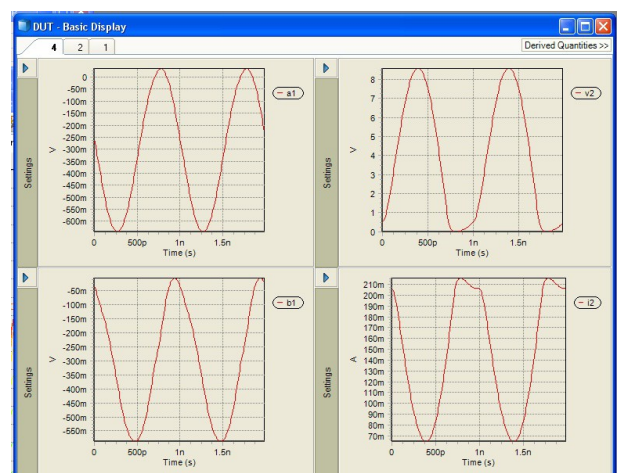 DUT - Basic Display
4 2 1
Derived Quantities >>
Settings
V
0
-50m
-100m
-150m
-200m
-250m
-300m
-350m
-400m
-450m
-500m
-550m
-600m
0 500p 1n 1.5n
Time (s)
a1
Settings
V
8
7
6
5
4
3
2
1
0
0 500p 1n 1.5n
Time (s)
v2
Settings
V
-50m
-100m
-150m
-200m
-250m
-300m
-350m
-400m
-450m
-500m
-550m
0 500p 1n 1.5n
Time (s)
b1
Settings
A
210m
200m
190m
180m
170m
160m
150m
140m
130m
120m
110m
100m
90m
80m
70m
0 500p 1n 1.5n
Time (s)
i2